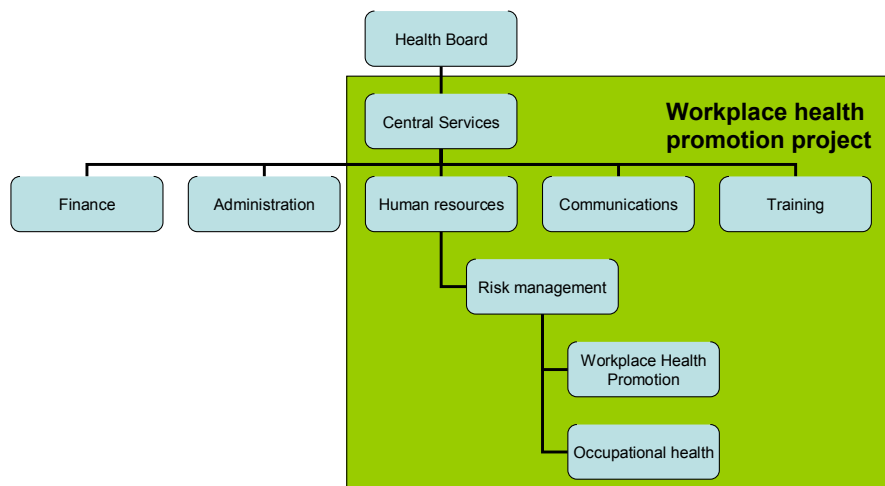 Health Board
Workplace health
promotion project
Central Services
Finance
Administration
Human resources
Communications
Training
Risk management
Workplace Health
Promotion
Occupational health